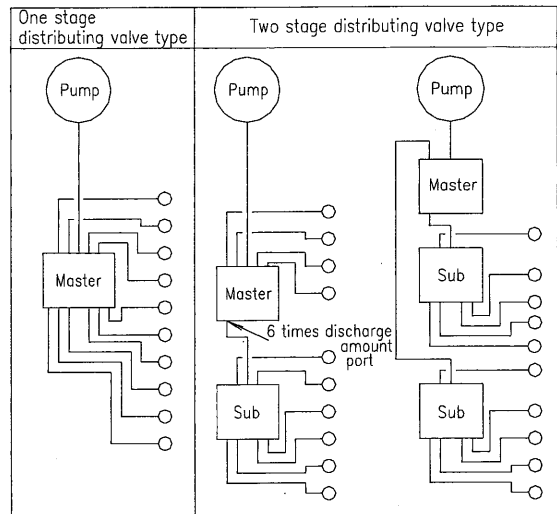 One stage
distributing valve type
Two stage distributing valve type
Pump
Master
Pump
Master
6 times discharge
amount
port
Sub
Pump
Master
Sub
Sub